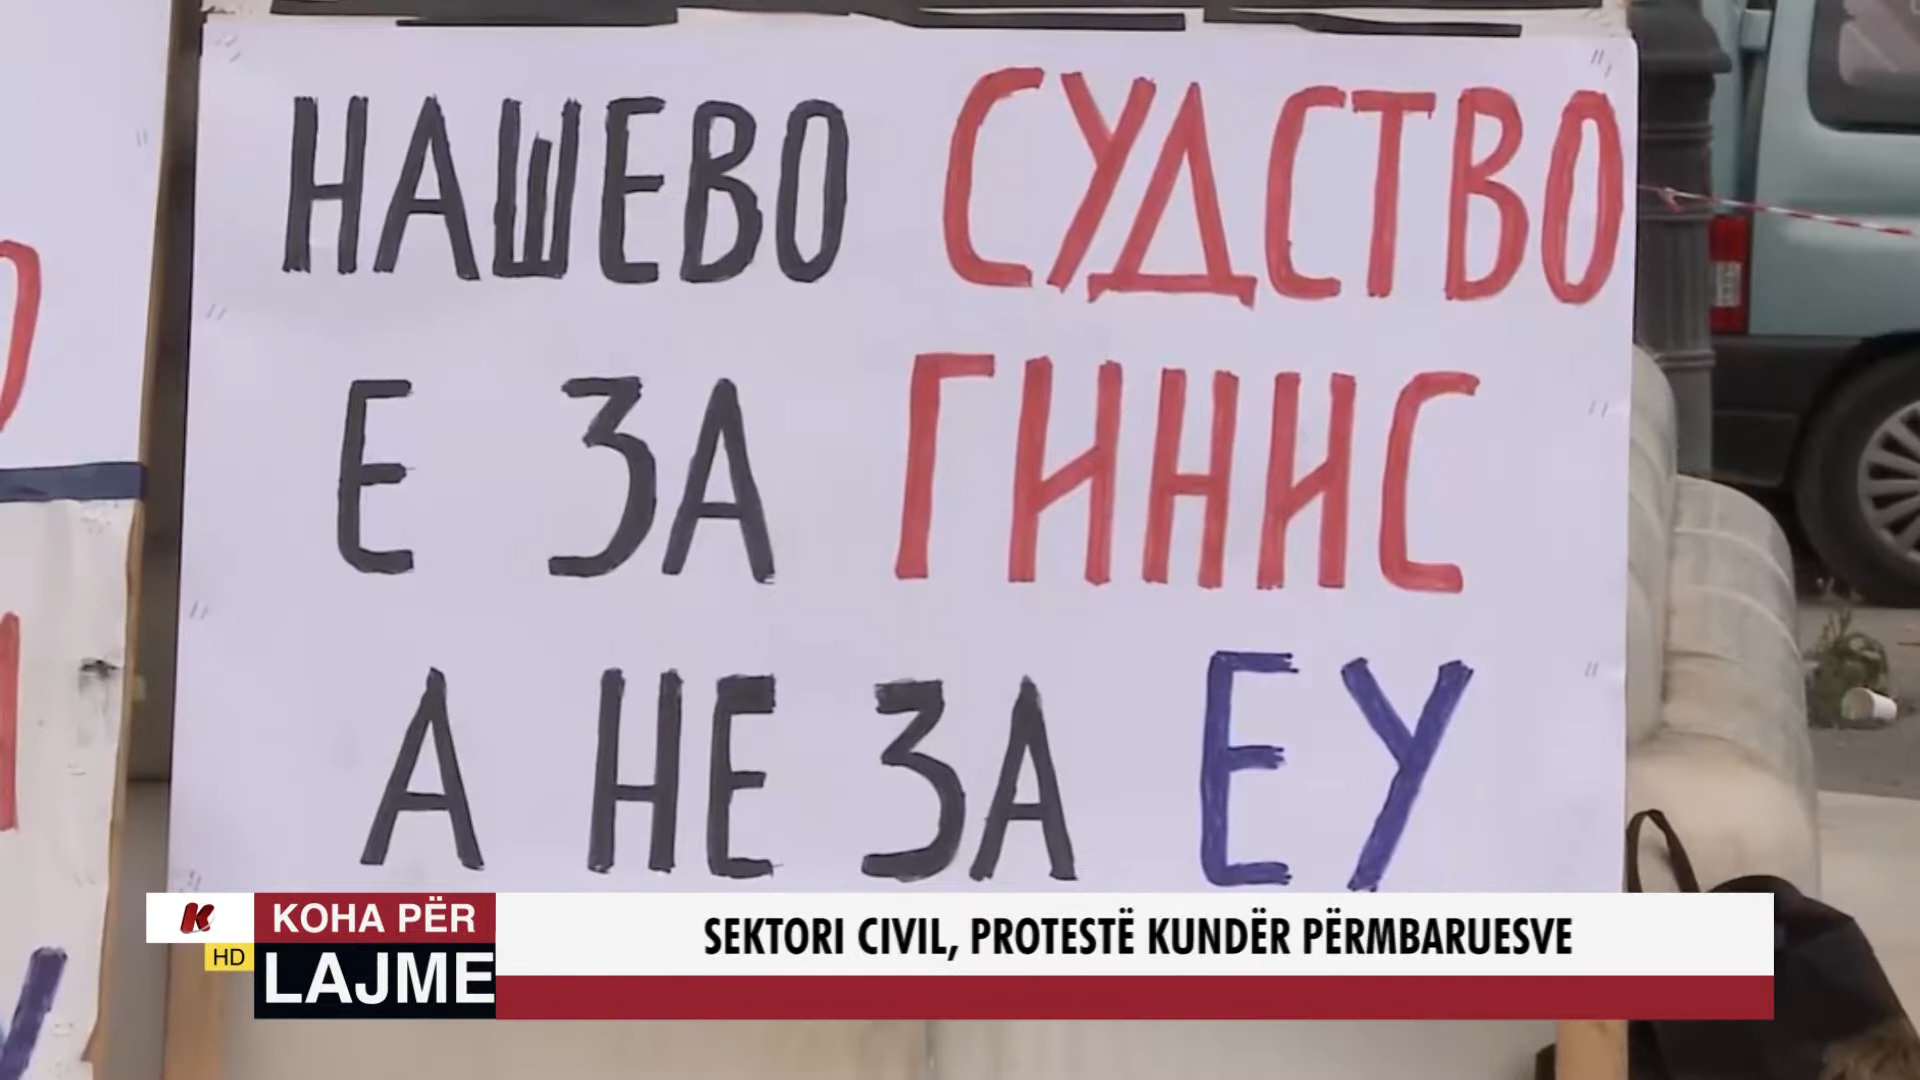 НАШЕВО СУДСТВО
Е ЗА ГИНИС
А НЕ ЗА ЕУ
K
HD
KOHA PËR
LAJME
SEKTORI CIVIL, PROTESTË KUNDËR PËRMBARUESVE